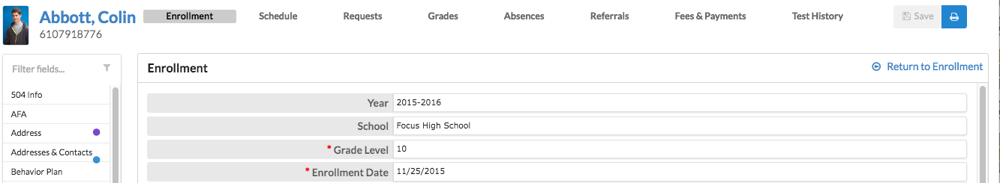 Abbott, Colin
6107918776
Enrollment Schedule Requests Grades Absences Referrals Fees & Payments Test History Save
Filter fields...
504 Info
AFA
Address
Addresses & Contacts
Behavior Plan
Enrollment Return to Enrollment
Year 2015-2016
School Focus High School
* Grade Level 10
* Enrollment Date 11/25/2015